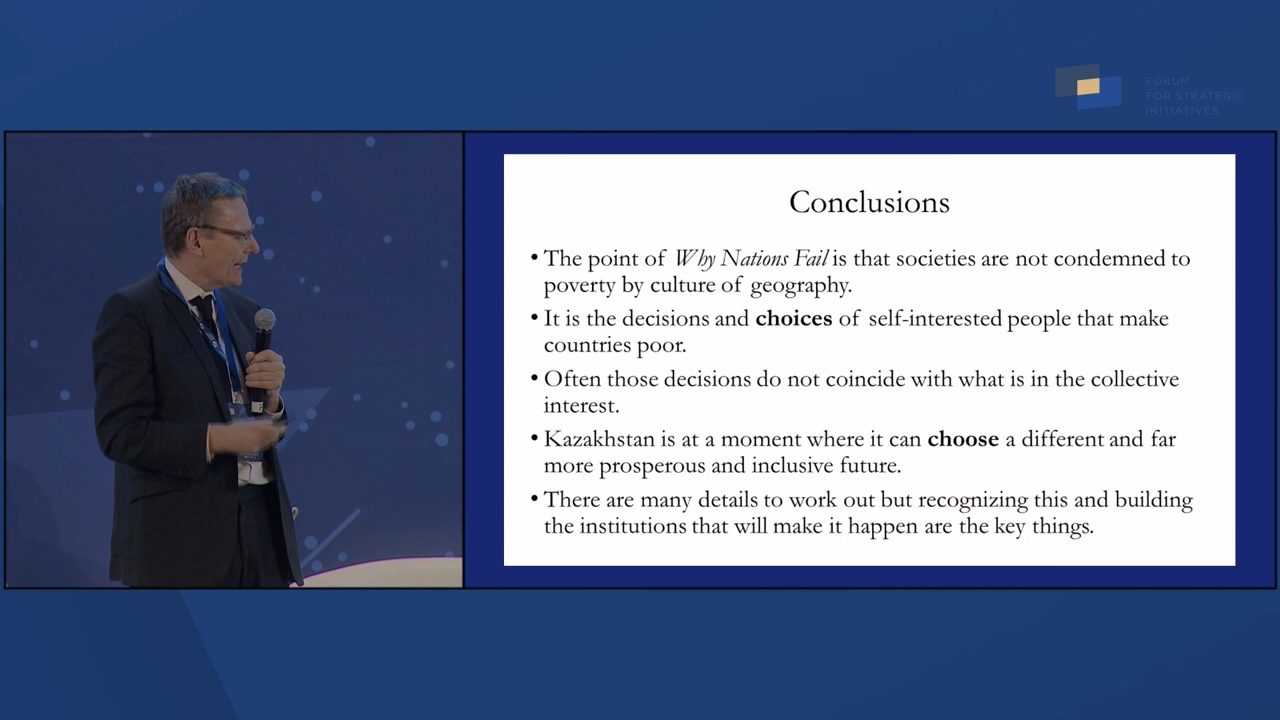 FORUM
FOR STRATEGIC
INITIATIVES
Conclusions
• The point of Why Nations Fail is that societies are not condemned to
poverty by culture of geography.
• It is the decisions and choices of self-interested people that make
countries poor.
• Often those decisions do not coincide with what is in the collective
interest.
• Kazakhstan is at a moment where it can choose a different and far
more prosperous and inclusive future.
• There are many details to work out but recognizing this and building
the institutions that will make it happen are the key things.